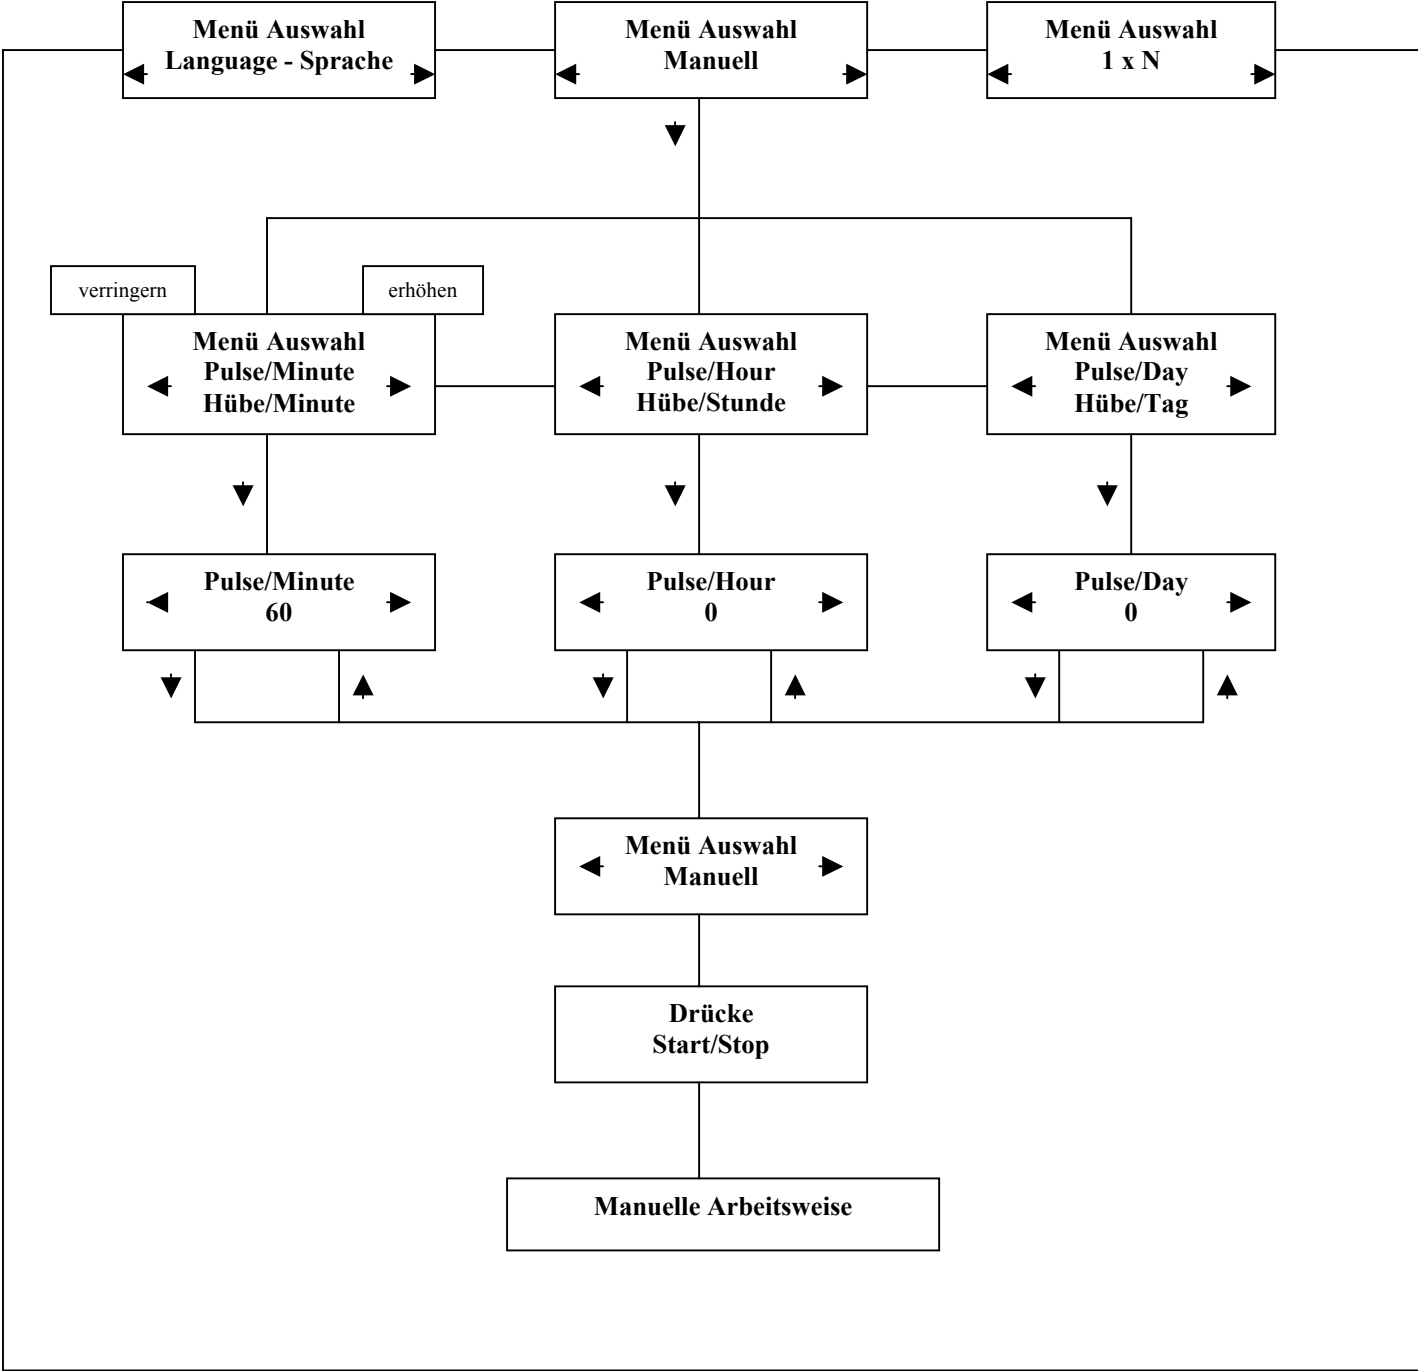 Menü Auswahl
Language - Sprache
Menü Auswahl
Manuell
Menü Auswahl
1 x N
verringern
erhöhen
Menü Auswahl
Pulse/Minute
Hübe/Minute
Menü Auswahl
Pulse/Hour
Hübe/Stunde
Menü Auswahl
Pulse/Day
Hübe/Tag
Pulse/Minute
60
Pulse/Hour
0
Pulse/Day
0
Menü Auswahl
Manuell
Drücke
Start/Stop
Manuelle Arbeitsweise